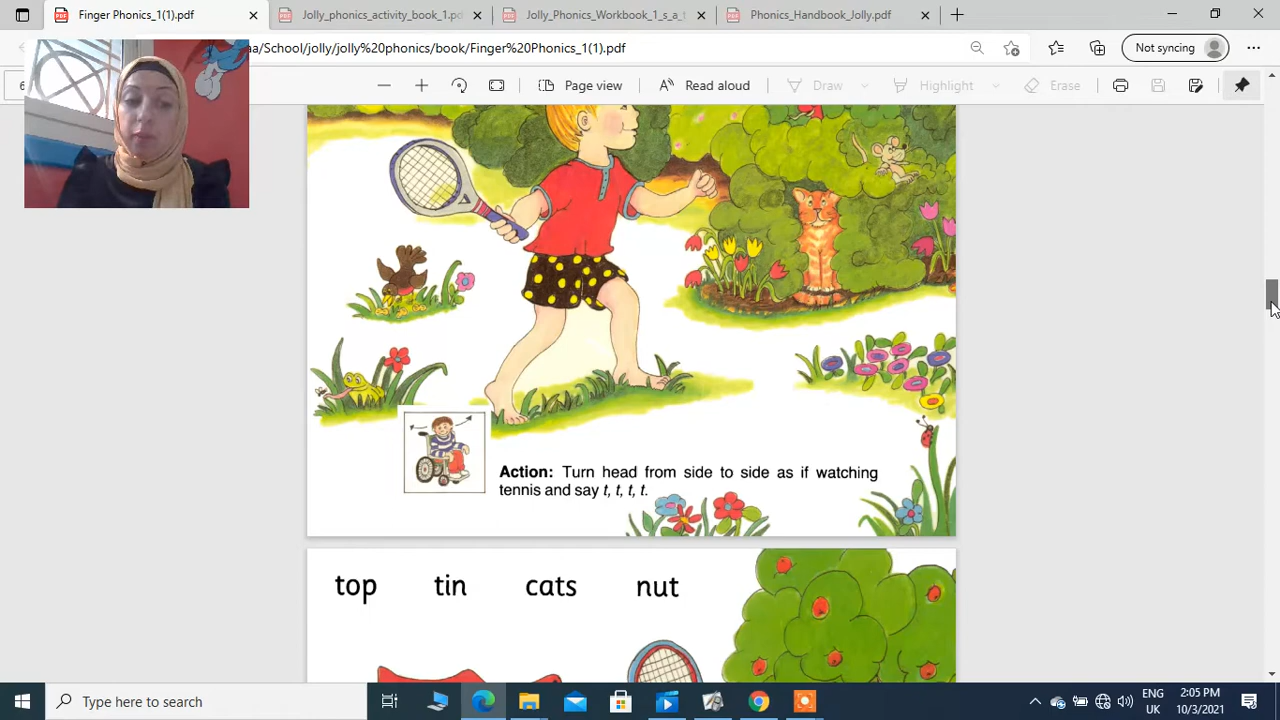 Finger Phonics_1(1).pdf
Jolly_phonics_activity_book_1.pd
Jolly_Phonics_Workbook_1_s_a_t
Phonics_Handbook_Jolly.pdf
/School/jolly/jolly%20phonics/book/Finger%20Phonics_1(1).pdf
Not syncing
6
Page view
Read aloud
Draw
Highlight
Erase
Action: Turn head from side to side as if watching
tennis and say t, t, t, t.
top tin cats nut
Type here to search
ENG
UK
2:05 PM
10/3/2021